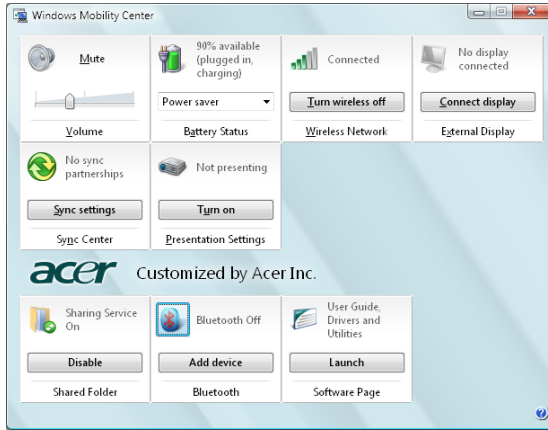 Windows Mobility Center
Mute
Volume
90% available
(plugged in,
charging)
Power saver
Battery Status
Connected
Turn wireless off
Wireless Network
No display
connected
Connect display
External Display
No sync
partnerships
Sync settings
Sync Center
Not presenting
Turn on
Presentation Settings
acer Customized by Acer Inc.
Sharing Service
On
Disable
Shared Folder
Bluetooth Off
Add device
Bluetooth
User Guide,
Drivers and
Utilities
Launch
Software Page